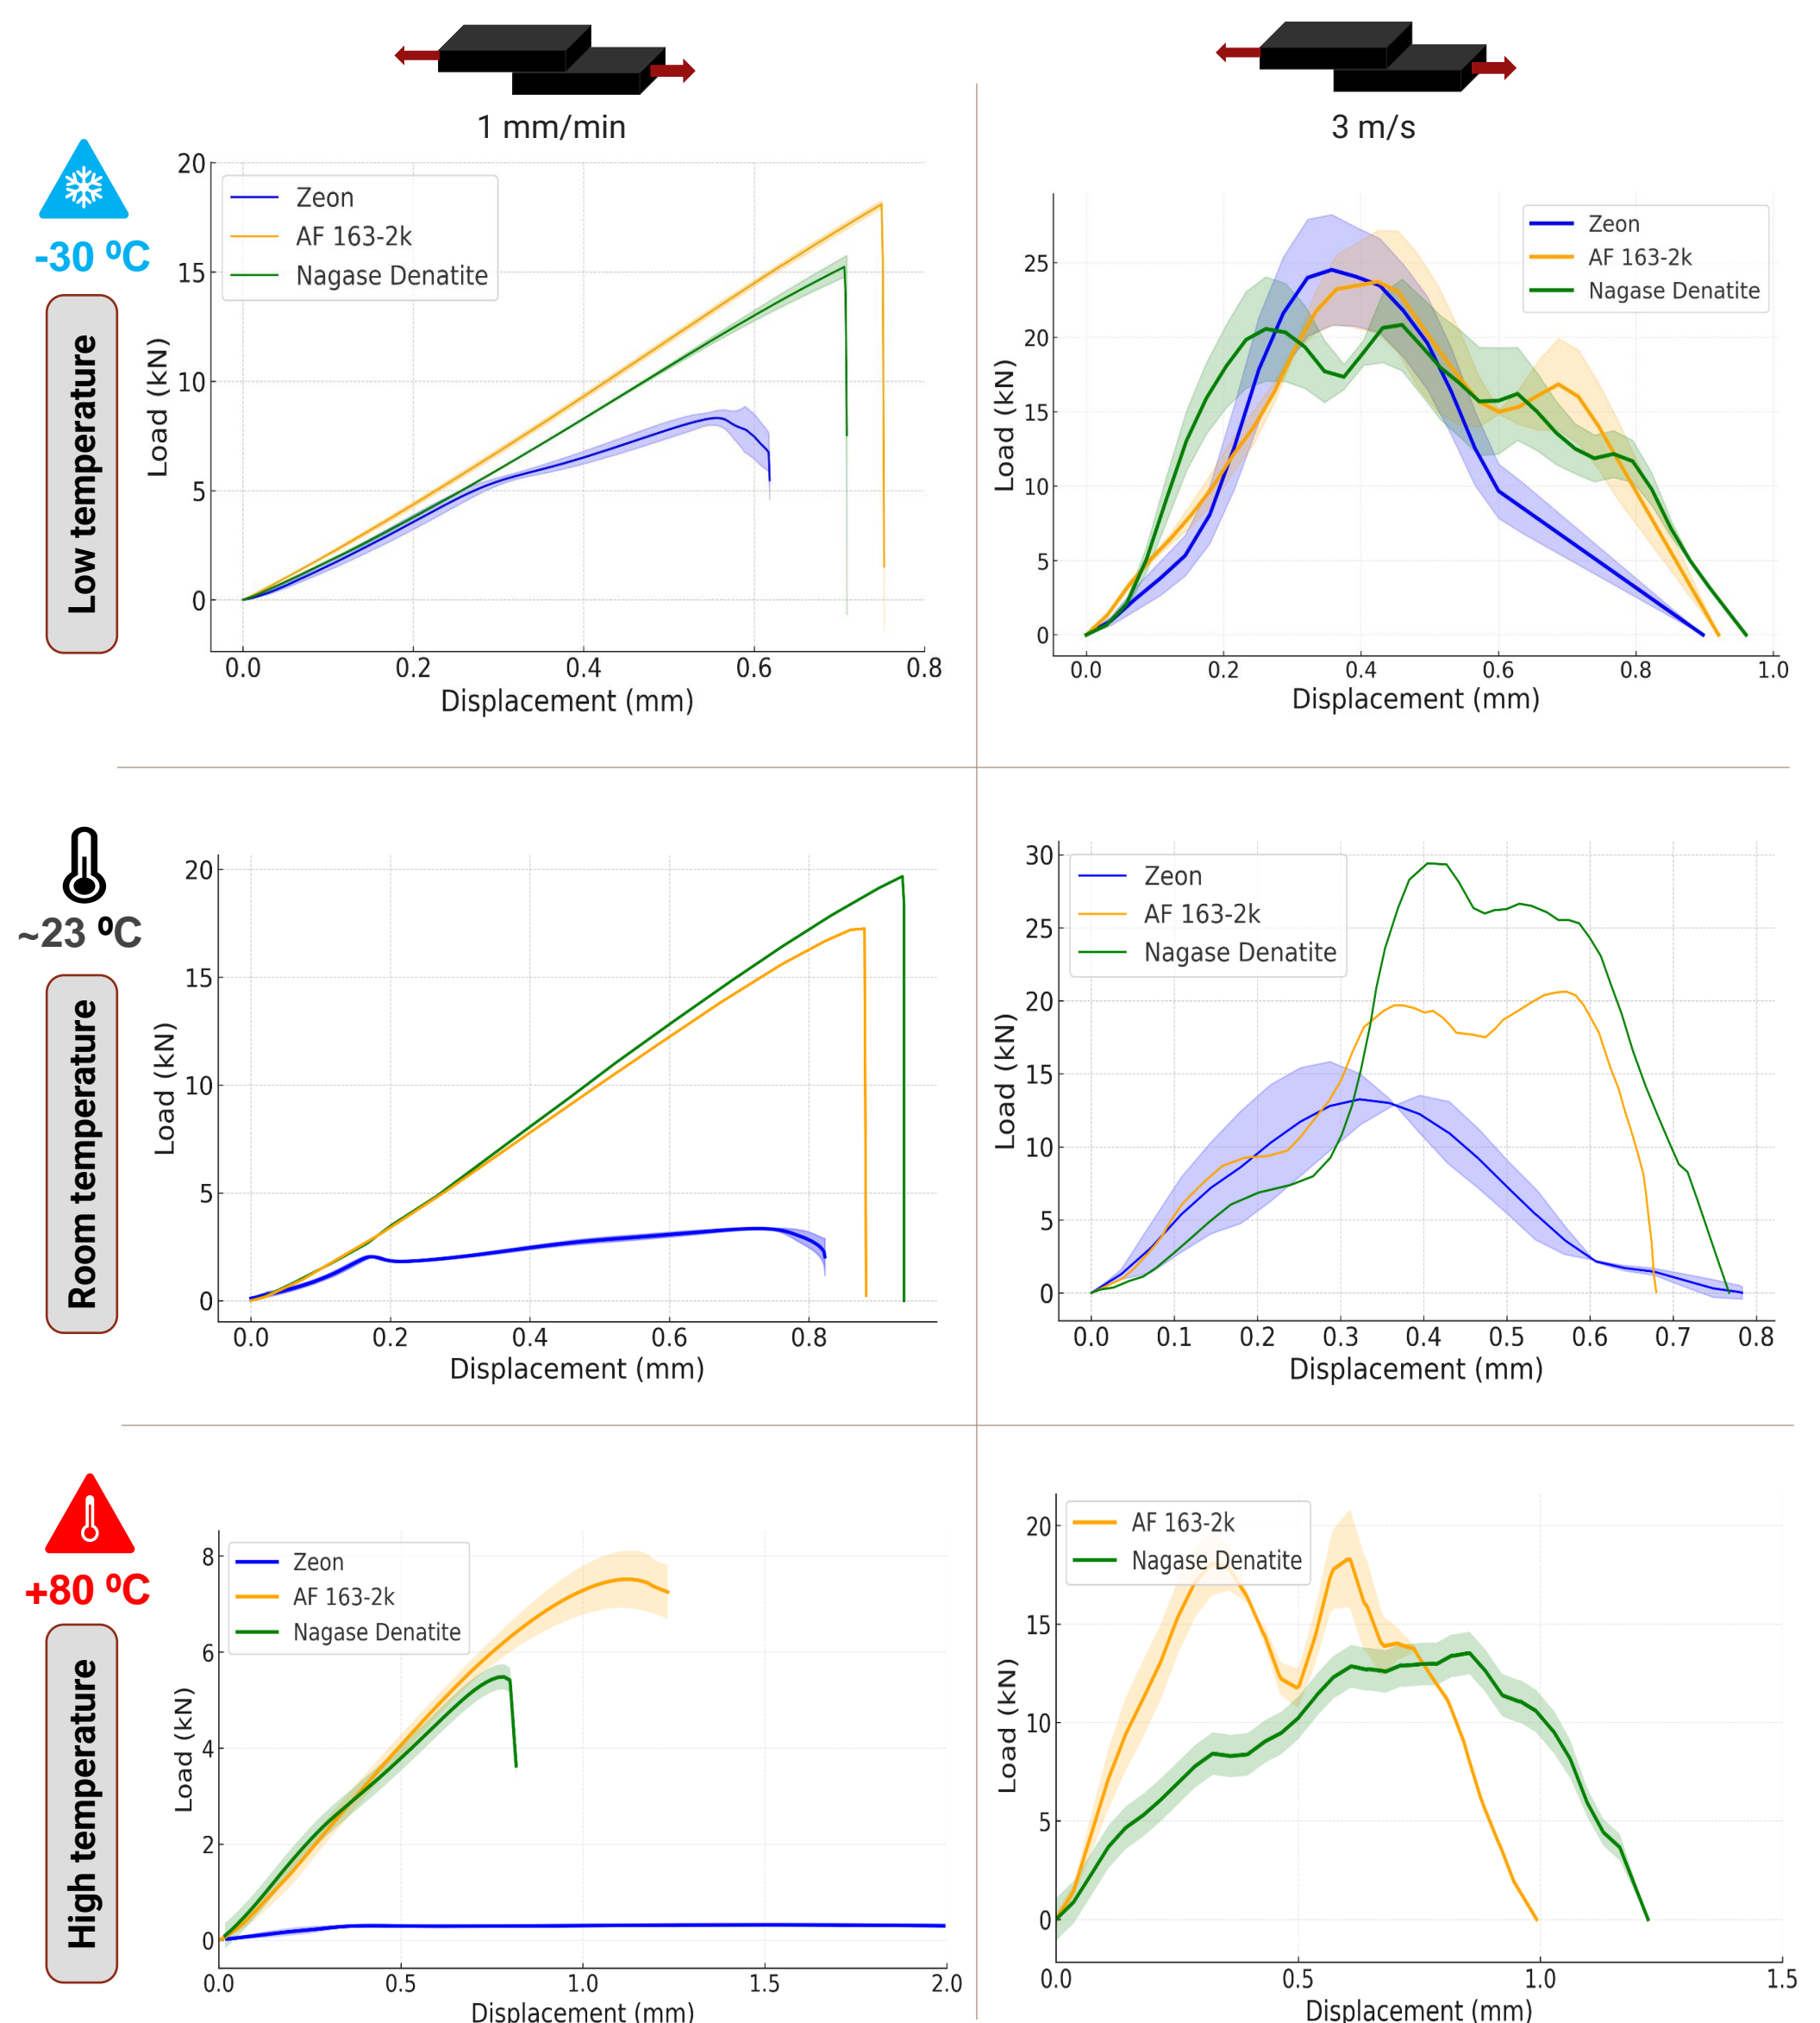 1 mm/min
3 m/s
-30 ºC
Low temperature
20
15
10
5
0
Load (kN)
Zeon
AF 163-2k
Nagase Denatite
0.0 0.2 0.4 0.6 0.8
Displacement (mm)
25
20
15
10
5
0
Load (kN)
Zeon
AF 163-2k
Nagase Denatite
0.0 0.2 0.4 0.6 0.8 1.0
Displacement (mm)
~23 ºC
Room temperature
20
15
10
5
0
Load (kN)
0.0 0.2 0.4 0.6 0.8
Displacement (mm)
30
25
20
15
10
5
0
Load (kN)
Zeon
AF 163-2k
Nagase Denatite
0.0 0.1 0.2 0.3 0.4 0.5 0.6 0.7 0.8
Displacement (mm)
+80 ºC
High temperature
8
6
4
2
0
Load (kN)
Zeon
AF 163-2k
Nagase Denatite
0.0 0.5 1.0 1.5 2.0
Displacement (mm)
20
15
10
5
0
Load (kN)
AF 163-2k
Nagase Denatite
0.0 0.5 1.0 1.5
Displacement (mm)